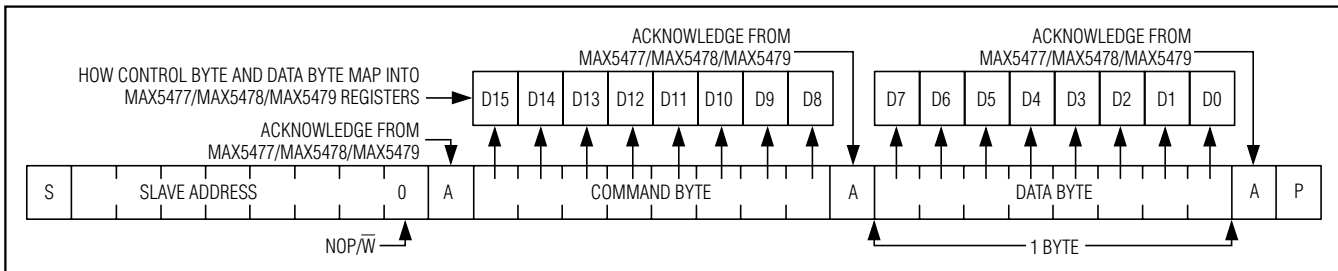 ACKNOWLEDGE FROM
MAX5477/MAX5478/MAX5479
ACKNOWLEDGE FROM
MAX5477/MAX5478/MAX5479
HOW CONTROL BYTE AND DATA BYTE MAP INTO
MAX5477/MAX5478/MAX5479 REGISTERS
D15 D14 D13 D12 D11 D10 D9 D8
D7 D6 D5 D4 D3 D2 D1 D0
ACKNOWLEDGE FROM
MAX5477/MAX5478/MAX5479
S SLAVE ADDRESS 0 A COMMAND BYTE A DATA BYTE A P
NOP/W̅
1 BYTE